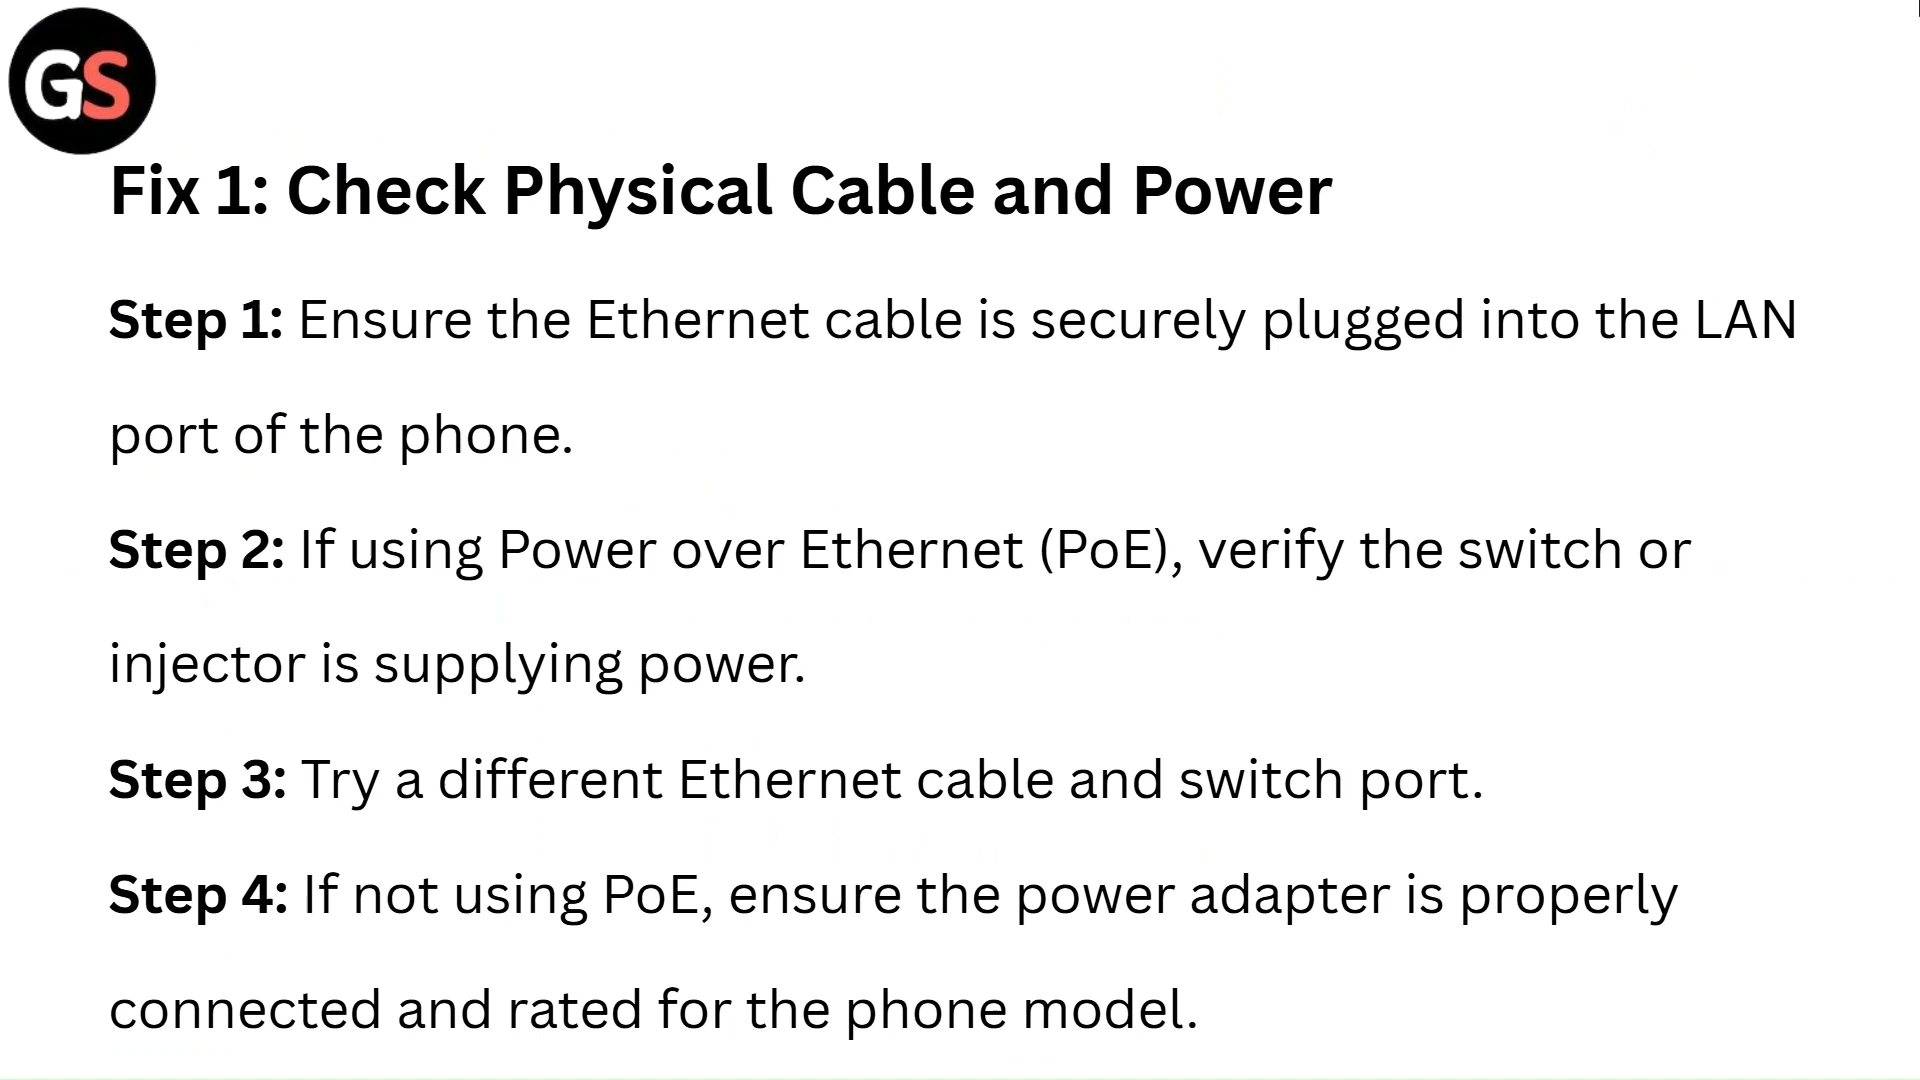 GS
Fix 1: Check Physical Cable and Power
Step 1: Ensure the Ethernet cable is securely plugged into the LAN
port of the phone.
Step 2: If using Power over Ethernet (PoE), verify the switch or
injector is supplying power.
Step 3: Try a different Ethernet cable and switch port.
Step 4: If not using PoE, ensure the power adapter is properly
connected and rated for the phone model.